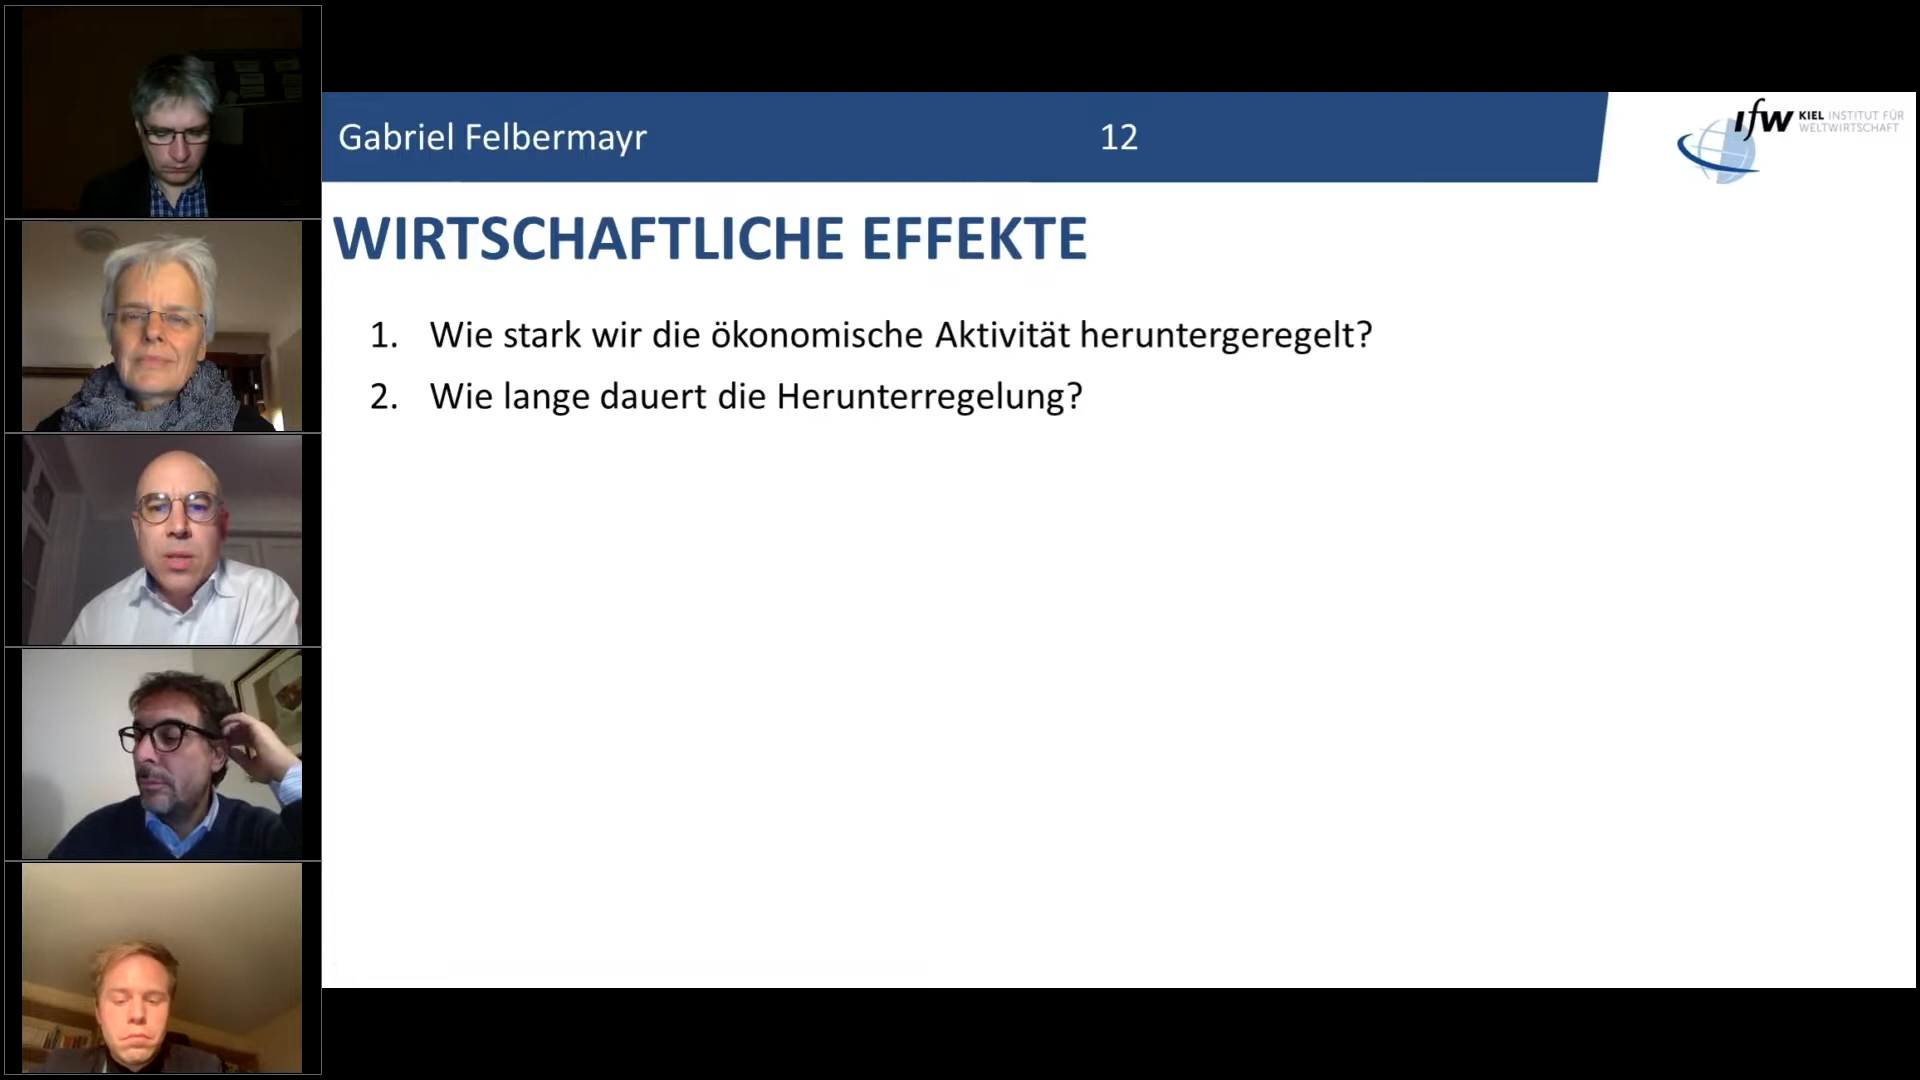 Gabriel Felbermayr
12
ifw KIEL INSTITUT FÜR
WELTWIRTSCHAFT
WIRTSCHAFTLICHE EFFEKTE
1. Wie stark wir die ökonomische Aktivität heruntergeregelt?
2. Wie lange dauert die Herunterregelung?